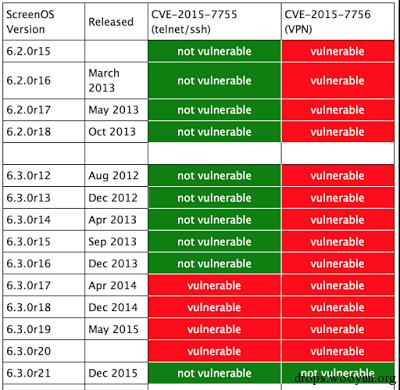 ScreenOS Version Released CVE-2015-7755 (telnet/ssh) CVE-2015-7756 (VPN)
6.2.0r15 not vulnerable vulnerable
6.2.0r16 March 2013 not vulnerable vulnerable
6.2.0r17 May 2013 not vulnerable vulnerable
6.2.0r18 Oct 2013 not vulnerable vulnerable
6.3.0r12 Aug 2012 not vulnerable vulnerable
6.3.0r13 Dec 2012 not vulnerable vulnerable
6.3.0r14 Apr 2013 not vulnerable vulnerable
6.3.0r15 Sep 2013 not vulnerable vulnerable
6.3.0r16 Dec 2013 not vulnerable vulnerable
6.3.0r17 Apr 2014 vulnerable vulnerable
6.3.0r18 Dec 2014 vulnerable vulnerable
6.3.0r19 May 2015 vulnerable vulnerable
6.3.0r20 vulnerable vulnerable
6.3.0r21 Dec 2015 not vulnerable not vulnerable
drops.wooyun.org